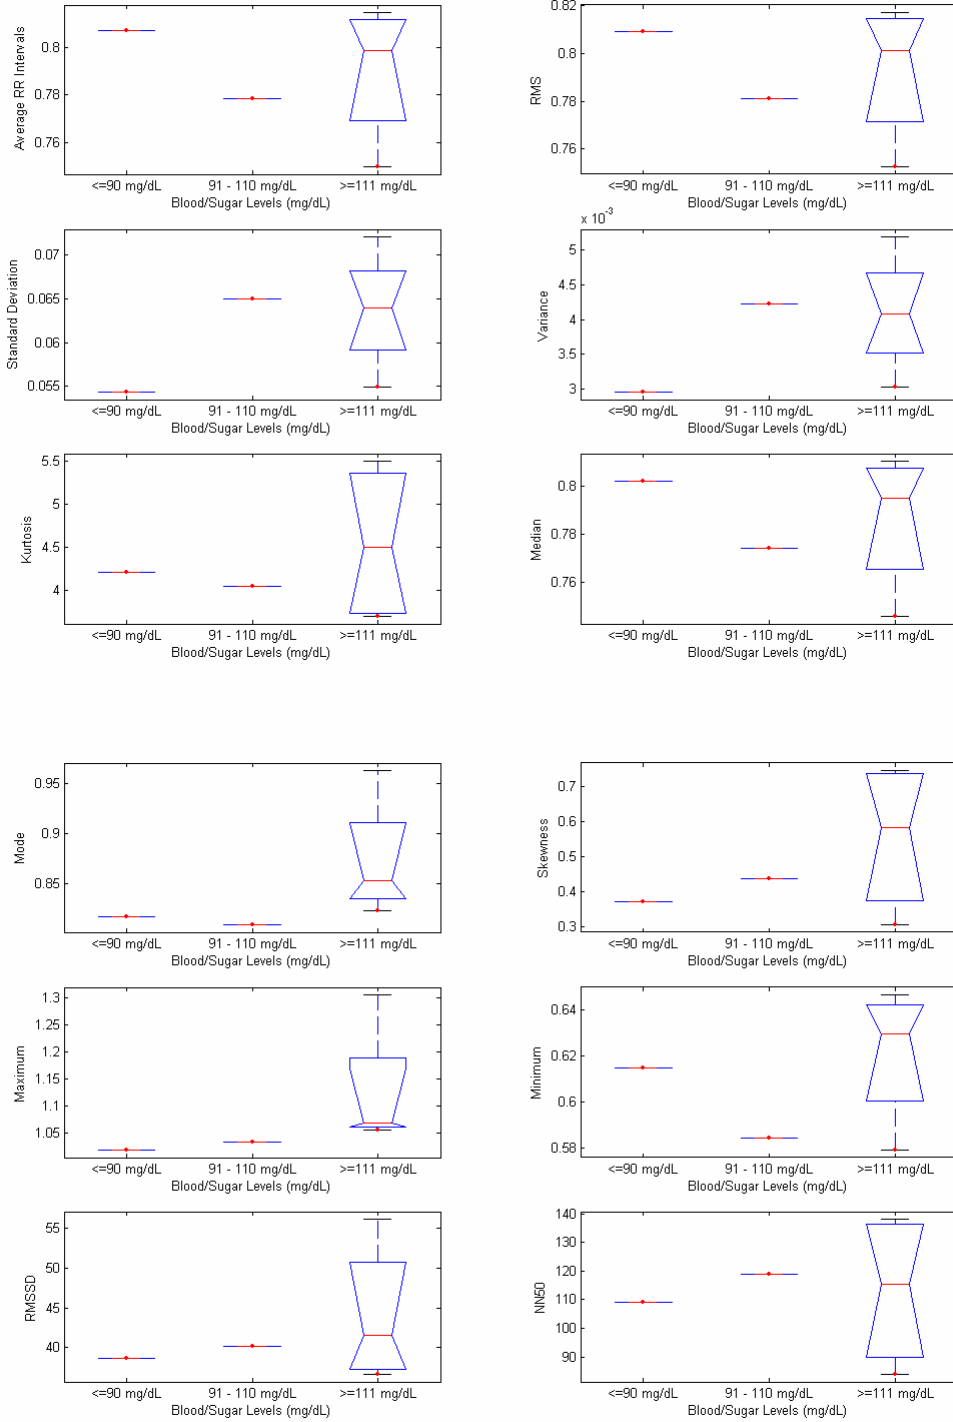 Average RR Intervals
0.8
0.78
0.76
<=90 mg/dL 91 - 110 mg/dL >=111 mg/dL
Blood/Sugar Levels (mg/dL)
RMS
0.82
0.8
0.78
0.76
<=90 mg/dL 91 - 110 mg/dL >=111 mg/dL
Blood/Sugar Levels (mg/dL)
Standard Deviation
0.07
0.065
0.06
0.055
<=90 mg/dL 91 - 110 mg/dL >=111 mg/dL
Blood/Sugar Levels (mg/dL)
x 10-3
Variance
5
4.5
4
3.5
3
<=90 mg/dL 91 - 110 mg/dL >=111 mg/dL
Blood/Sugar Levels (mg/dL)
Kurtosis
5.5
5
4.5
4
<=90 mg/dL 91 - 110 mg/dL >=111 mg/dL
Blood/Sugar Levels (mg/dL)
Median
0.8
0.78
0.76
<=90 mg/dL 91 - 110 mg/dL >=111 mg/dL
Blood/Sugar Levels (mg/dL)
Mode
0.95
0.9
0.85
<=90 mg/dL 91 - 110 mg/dL >=111 mg/dL
Blood/Sugar Levels (mg/dL)
Skewness
0.7
0.6
0.5
0.4
0.3
<=90 mg/dL 91 - 110 mg/dL >=111 mg/dL
Blood/Sugar Levels (mg/dL)
Maximum
1.3
1.25
1.2
1.15
1.1
1.05
<=90 mg/dL 91 - 110 mg/dL >=111 mg/dL
Blood/Sugar Levels (mg/dL)
Minimum
0.64
0.62
0.6
0.58
<=90 mg/dL 91 - 110 mg/dL >=111 mg/dL
Blood/Sugar Levels (mg/dL)
RMSSD
55
50
45
40
<=90 mg/dL 91 - 110 mg/dL >=111 mg/dL
Blood/Sugar Levels (mg/dL)
NN50
140
130
120
110
100
90
<=90 mg/dL 91 - 110 mg/dL >=111 mg/dL
Blood/Sugar Levels (mg/dL)